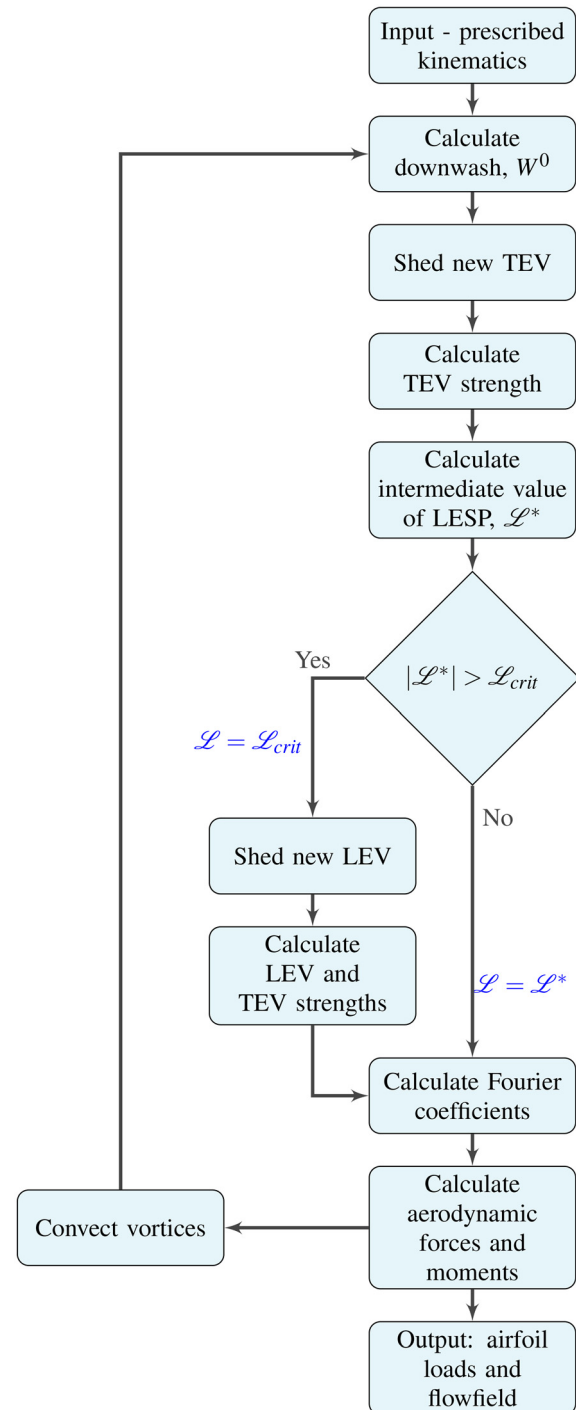 Input - prescribed
kinematics
Calculate
downwash, W⁰
Shed new TEV
Calculate
TEV strength
Calculate
intermediate value
of LESP, ℒ*
|ℒ*| > ℒcrit
Yes
ℒ = ℒcrit
No
Shed new LEV
Calculate
LEV and
TEV strengths
ℒ = ℒ*
Calculate Fourier
coefficients
Calculate
aerodynamic
forces and
moments
Convect vortices
Output: airfoil
loads and
flowfield